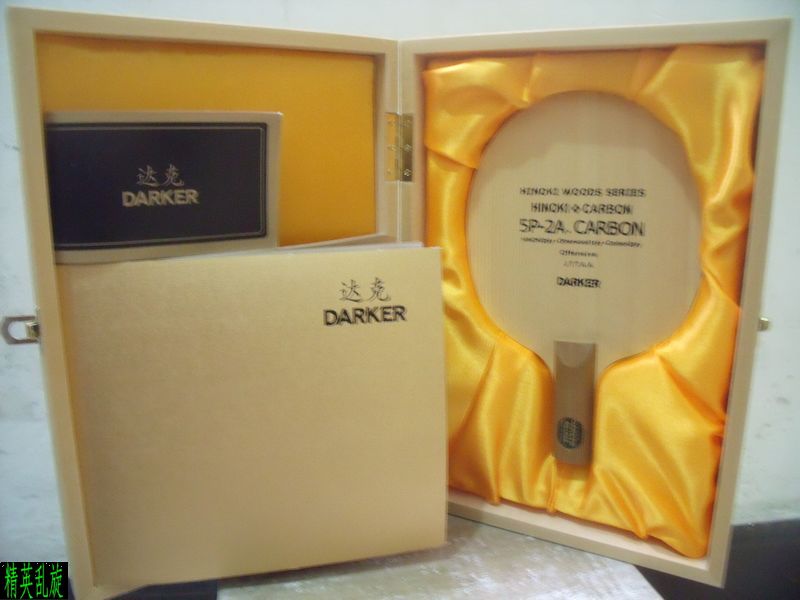 达克
DARKER
达克
DARKER
HINOKI WOODS SERIES
HINOKI CARBON
5P-2A. CARBON
DARKER
精英乱旋